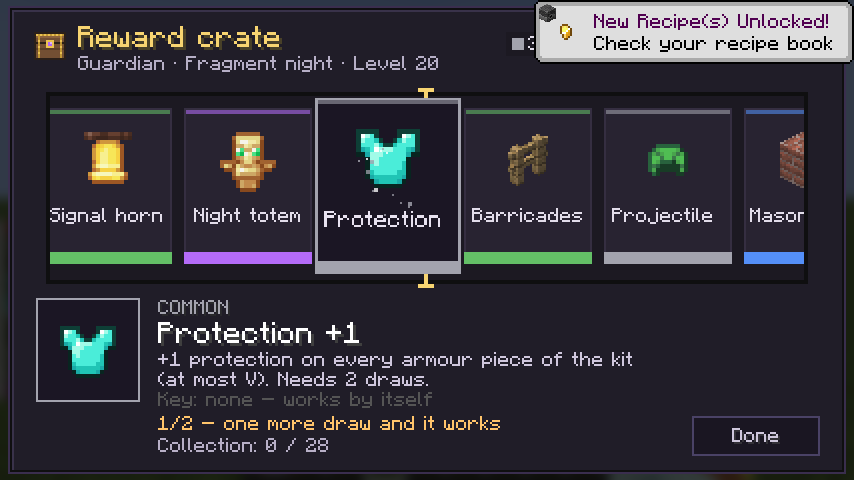 Reward crate
Guardian · Fragment night · Level 20
New Recipe(s) Unlocked!
Check your recipe book
Signal horn
Night totem
Protection
Barricades
Projectile
Mason
COMMON
Protection +1
+1 protection on every armour piece of the kit
(at most V). Needs 2 draws.
Key: none — works by itself
1/2 — one more draw and it works
Collection: 0 / 28
Done